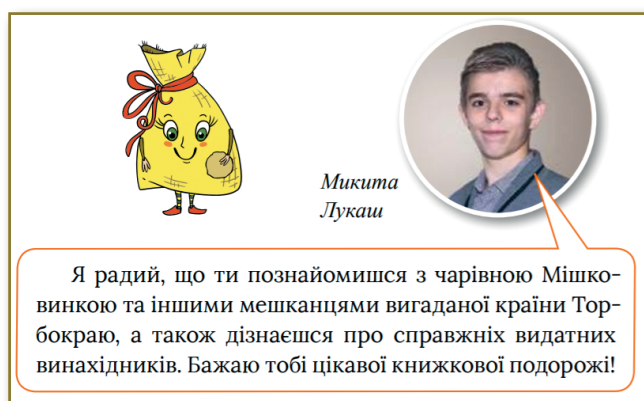 Микита
Лукаш
Я радий, що ти познайомишся з чарівною Мішко-
винкою та іншими мешканцями вигаданої країни Тор-
бокраю, а також дізнаєшся про справжніх видатних
винахідників. Бажаю тобі цікавої книжкової подорожі!